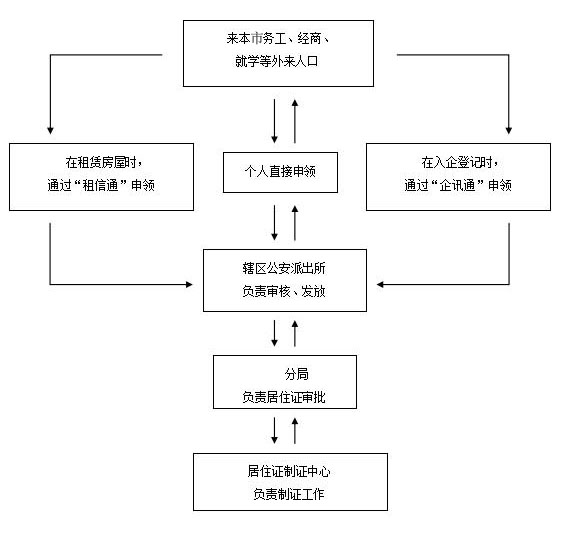 来本市务工、经商、
就学等外来人口
在租赁房屋时，
通过“租信通”申领
个人直接申领
在入企登记时，
通过“企讯通”申领
辖区公安派出所
负责审核、发放
分局
负责居住证审批
居住证制证中心
负责制证工作